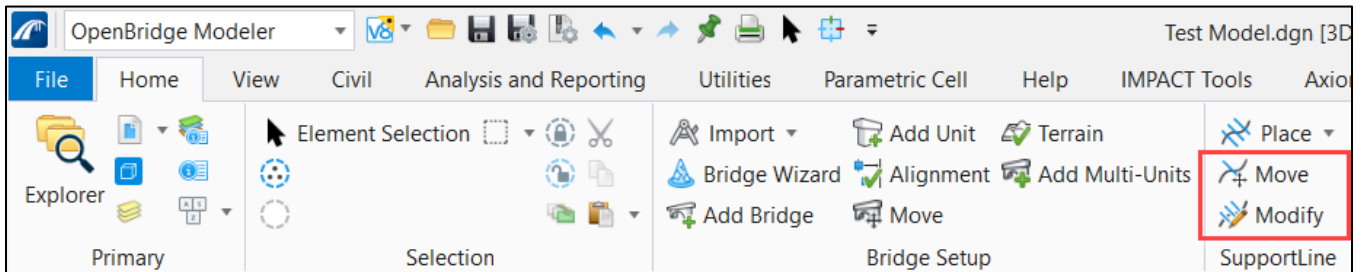 OpenBridge Modeler V8 Test Model.dgn [3D
File Home View Civil Analysis and Reporting Utilities Parametric Cell Help IMPACT Tools Axio
Element Selection Import Add Unit Terrain Place
Explorer Bridge Wizard Alignment Add Multi-Units Move
Add Bridge Move Modify
Primary Selection Bridge Setup SupportLine